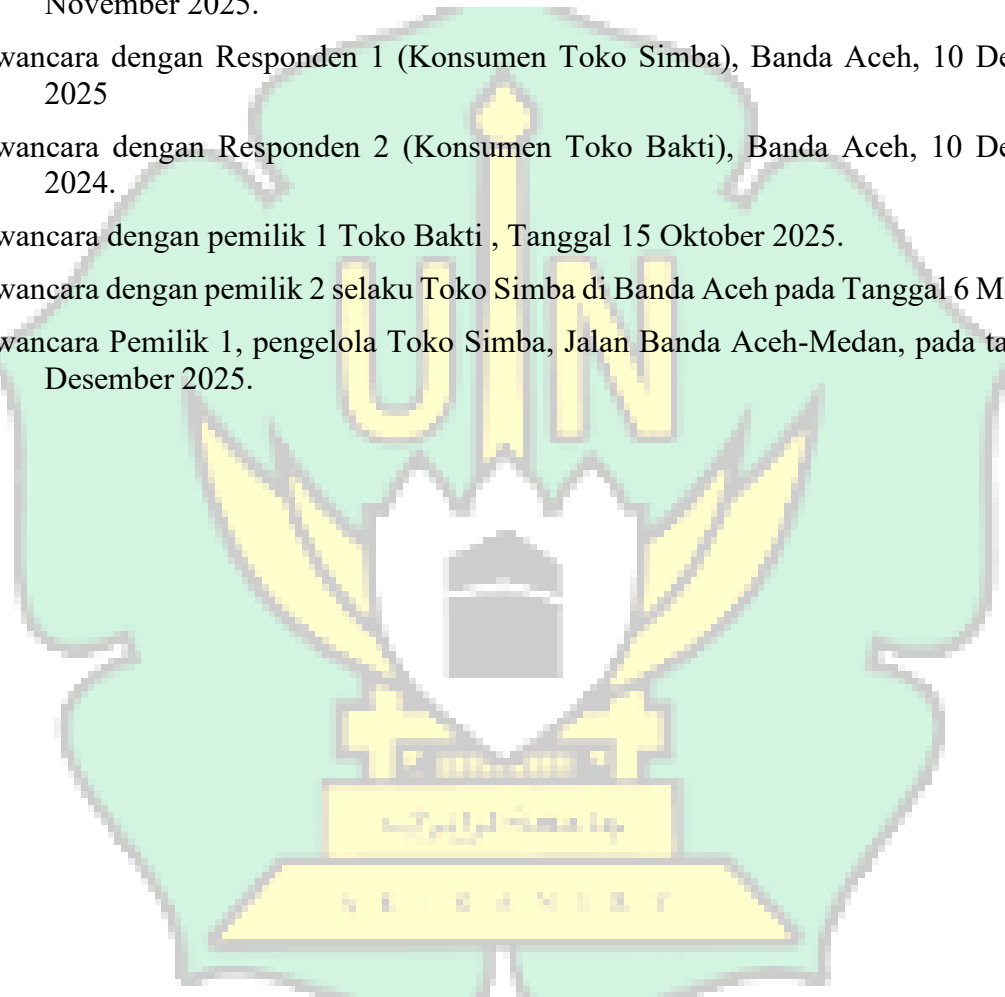 November 2025.
wancara dengan Responden 1 (Konsumen Toko Simba), Banda Aceh, 10 De
2025
wancara dengan Responden 2 (Konsumen Toko Bakti), Banda Aceh, 10 De
2024.
wancara dengan pemilik 1 Toko Bakti , Tanggal 15 Oktober 2025.
wancara dengan pemilik 2 selaku Toko Simba di Banda Aceh pada Tanggal 6 M
wancara Pemilik 1, pengelola Toko Simba, Jalan Banda Aceh-Medan, pada ta
Desember 2025.
UIN